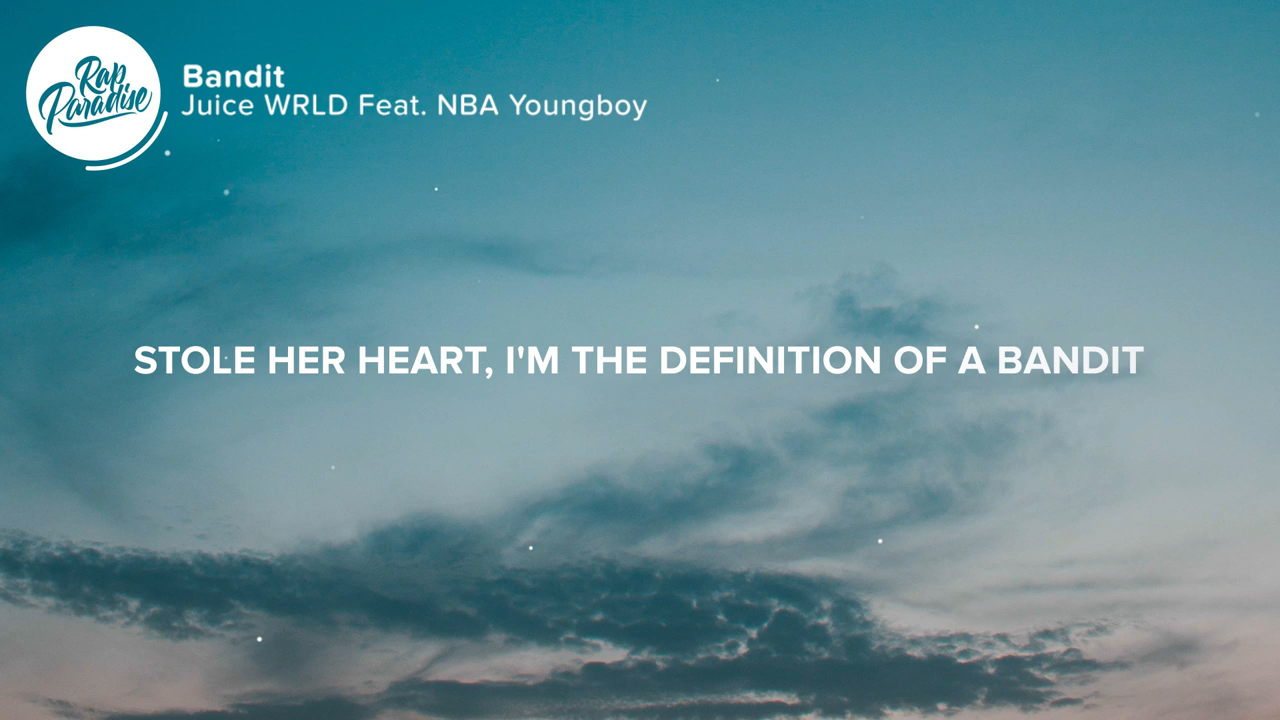 Rap
Paradise
Bandit
Juice WRLD Feat. NBA Youngboy
STOLE HER HEART, I'M THE DEFINITION OF A BANDIT